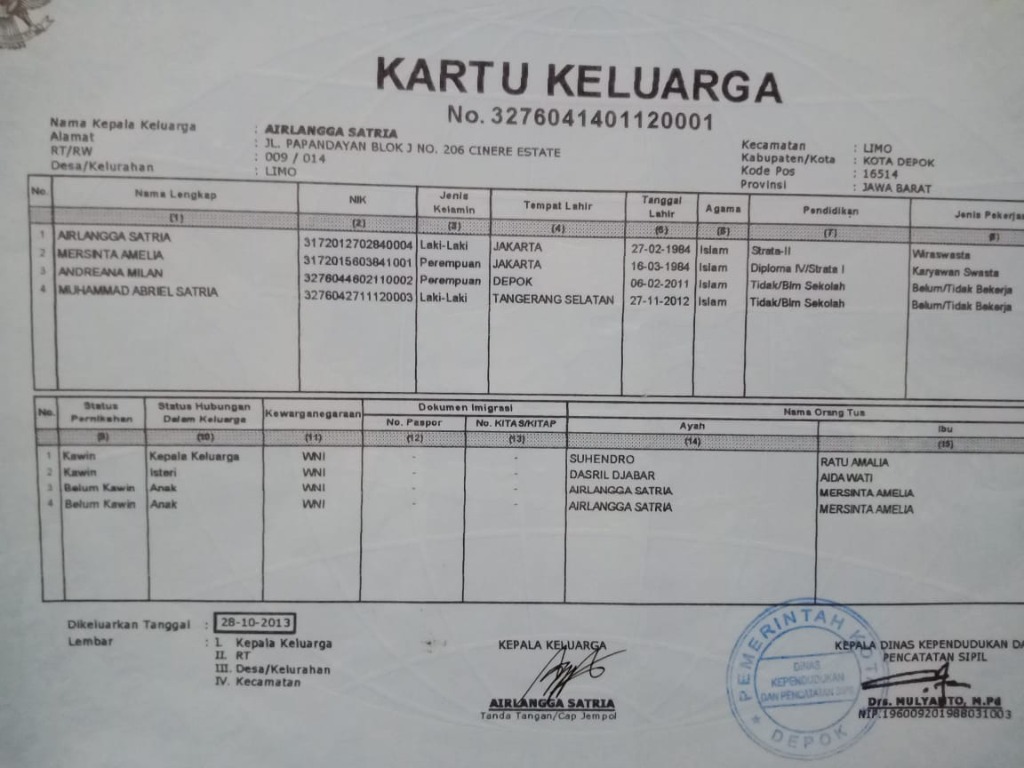 KARTU KELUARGA
No. 3276041401120001
Nama Kepala Keluarga : AIRLANGGA SATRIA
Alamat : JL. PAPANDAYAN BLOK J NO. 206 CINERE ESTATE
RT/RW : 009 / 014
Desa/Kelurahan : LIMO
Kecamatan : LIMO
Kabupaten/Kota : KOTA DEPOK
Kode Pos : 16514
Provinsi : JAWA BARAT
No. Nama Lengkap NIK Jenis Kelamin Tempat Lahir Tanggal Lahir Agama Pendidikan Jenis Pekerjaa
(1) (2) (3) (4) (5) (6) (7) (8)
1 AIRLANGGA SATRIA 3172012702840004 Laki-Laki JAKARTA 27-02-1984 Islam Strata-II Wiraswasta
2 MERSINTA AMELIA 3172015603841001 Perempuan JAKARTA 16-03-1984 Islam Diploma IV/Strata I Karyawan Swasta
3 ANDREANA MILAN 3276044602110002 Perempuan DEPOK 06-02-2011 Islam Tidak/Blm Sekolah Belum/Tidak Bekerja
4 MUHAMMAD ABRIEL SATRIA 3276042711120003 Laki-Laki TANGERANG SELATAN 27-11-2012 Islam Tidak/Blm Sekolah Belum/Tidak Bekerja
No. Status Pernikahan Status Hubungan Dalam Keluarga Kewarganegaraan Dokumen Imigrasi Nama Orang Tua
No. Paspor No. KITAS/KITAP Ayah Ibu
(9) (10) (11) (12) (13) (14) (15)
1 Kawin Kepala Keluarga WNI - - SUHENDRO RATU AMALIA
2 Kawin Isteri WNI - - DASRIL DJABAR AIDA WATI
3 Belum Kawin Anak WNI - - AIRLANGGA SATRIA MERSINTA AMELIA
4 Belum Kawin Anak WNI - - AIRLANGGA SATRIA MERSINTA AMELIA
Dikeluarkan Tanggal : 28-10-2013
Lembar : I. Kepala Keluarga
II. RT
III. Desa/Kelurahan
IV. Kecamatan
KEPALA KELUARGA
AIRLANGGA SATRIA
Tanda Tangan/Cap Jempol
PEMERINTAH KOTA
DINAS
KEPENDUDUKAN
DAN PENCATATAN SIPIL
DEPOK
KEPALA DINAS KEPENDUDUKAN DA
PENCATATAN SIPIL
Drs. MULYANTO, M.Pd
NIP.196009201988031003